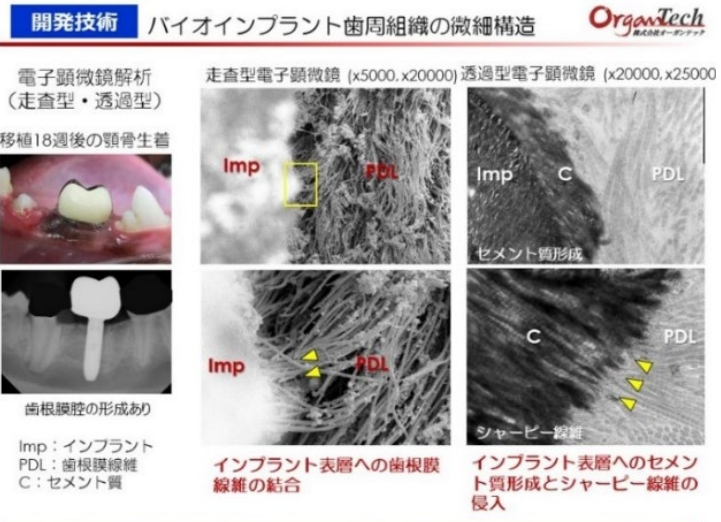 開発技術
バイオインプラント歯周組織の微細構造
OrganTech
株式会社オーガンテック
電子顕微鏡解析
（走査型・透過型）
移植18週後の顎骨生着
歯根膜腔の形成あり
Imp：インプラント
PDL：歯根膜線維
C：セメント質
走査型電子顕微鏡 (x5000, x20000)
Imp
PDL
Imp
PDL
インプラント表層への歯根膜
線維の結合
透過型電子顕微鏡 (x20000, x25000)
Imp
C
PDL
セメント質形成
C
PDL
シャーピー線維
インプラント表層へのセメン
ト質形成とシャーピー線維の
侵入